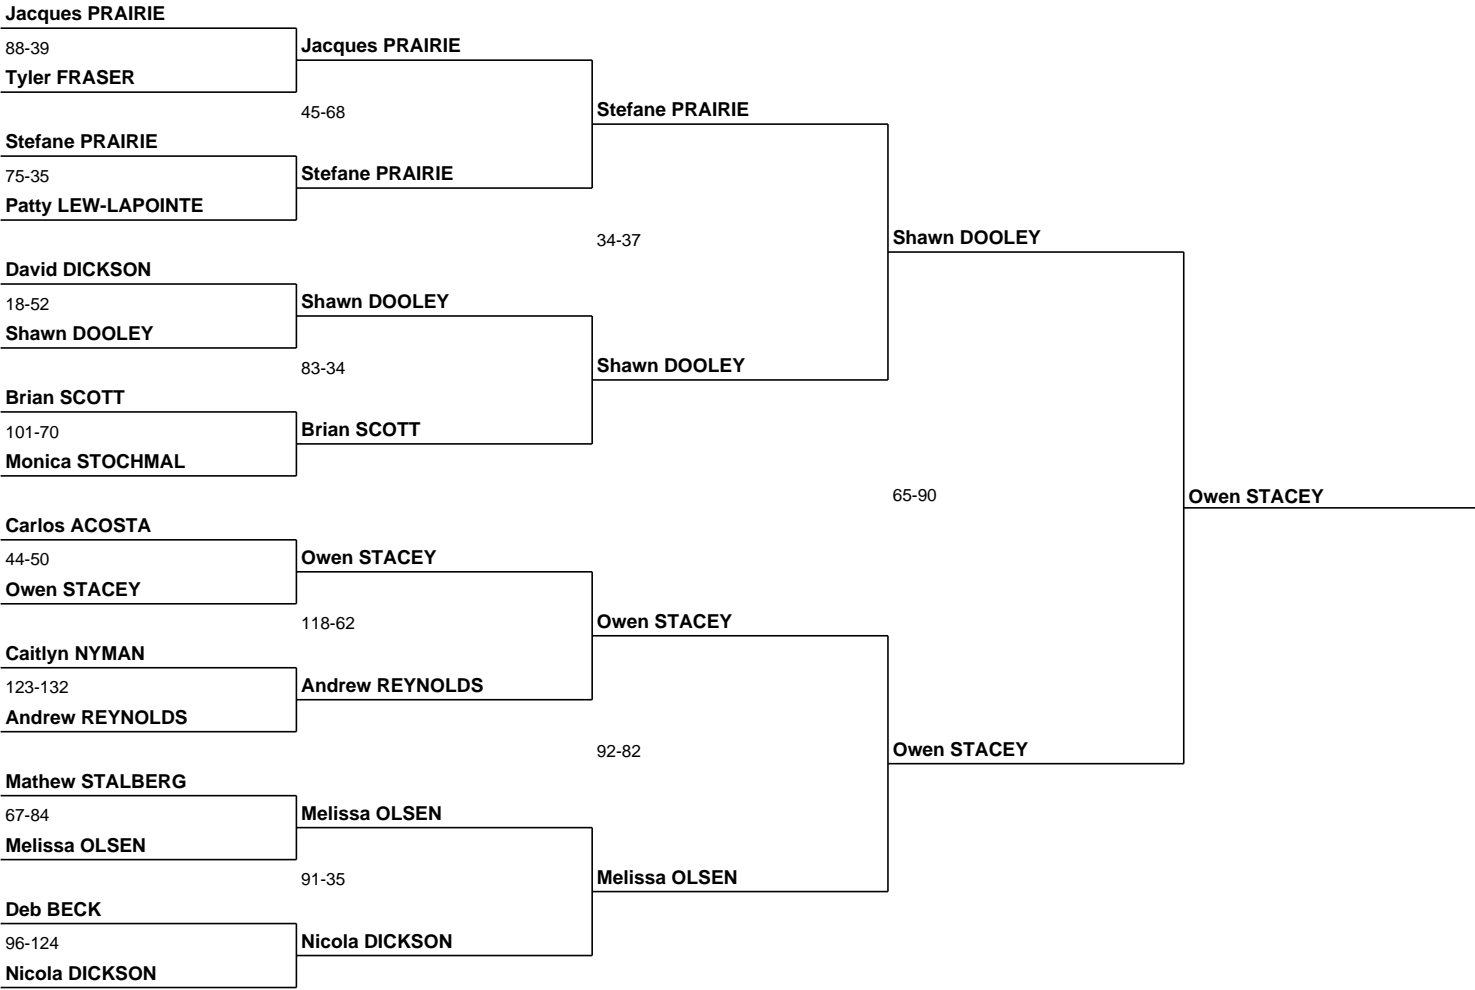 Jacques PRAIRIE
88-39
Tyler FRASER
Stefane PRAIRIE
75-35
Patty LEW-LAPOINTE
David DICKSON
18-52
Shawn DOOLEY
Brian SCOTT
101-70
Monica STOCHMAL
Carlos ACOSTA
44-50
Owen STACEY
Caitlyn NYMAN
123-132
Andrew REYNOLDS
Mathew STALBERG
67-84
Melissa OLSEN
Deb BECK
96-124
Nicola DICKSON
Jacques PRAIRIE
45-68
Stefane PRAIRIE
Shawn DOOLEY
83-34
Brian SCOTT
Owen STACEY
118-62
Andrew REYNOLDS
Melissa OLSEN
91-35
Nicola DICKSON
Stefane PRAIRIE
34-37
Shawn DOOLEY
Owen STACEY
92-82
Melissa OLSEN
Shawn DOOLEY
65-90
Owen STACEY
Owen STACEY